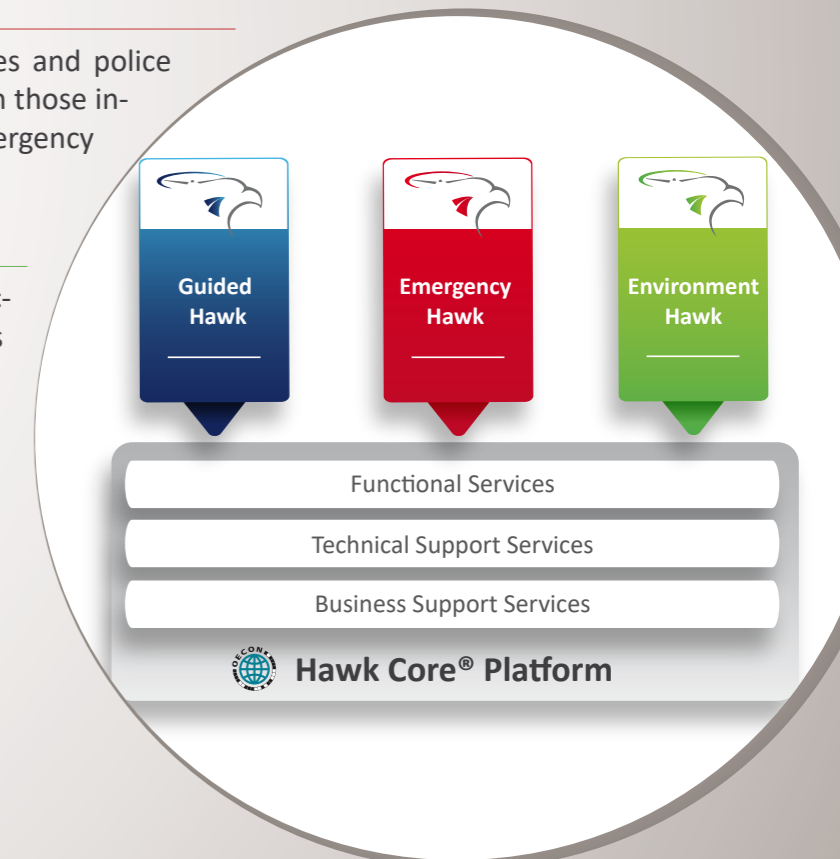 es and police
those in-
ergency
Guided
Hawk
Emergency
Hawk
Environment
Hawk
Functional Services
Technical Support Services
Business Support Services
OECON
Hawk Core® Platform